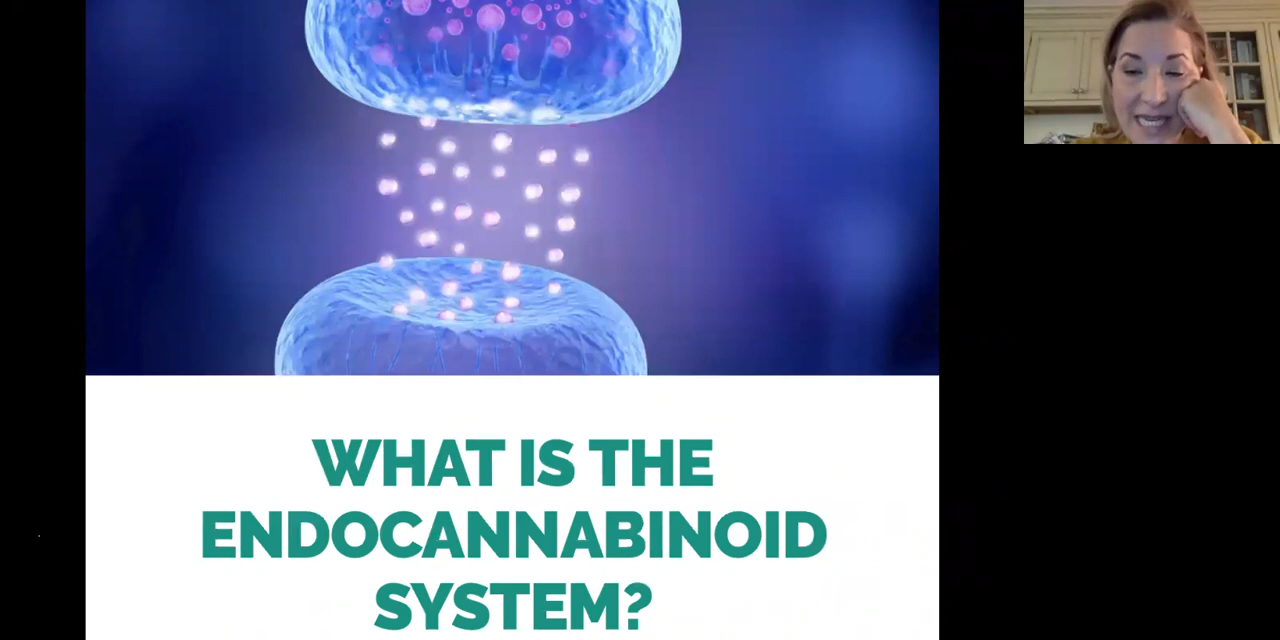 WHAT IS THE
ENDOCANNABINOID
SYSTEM?